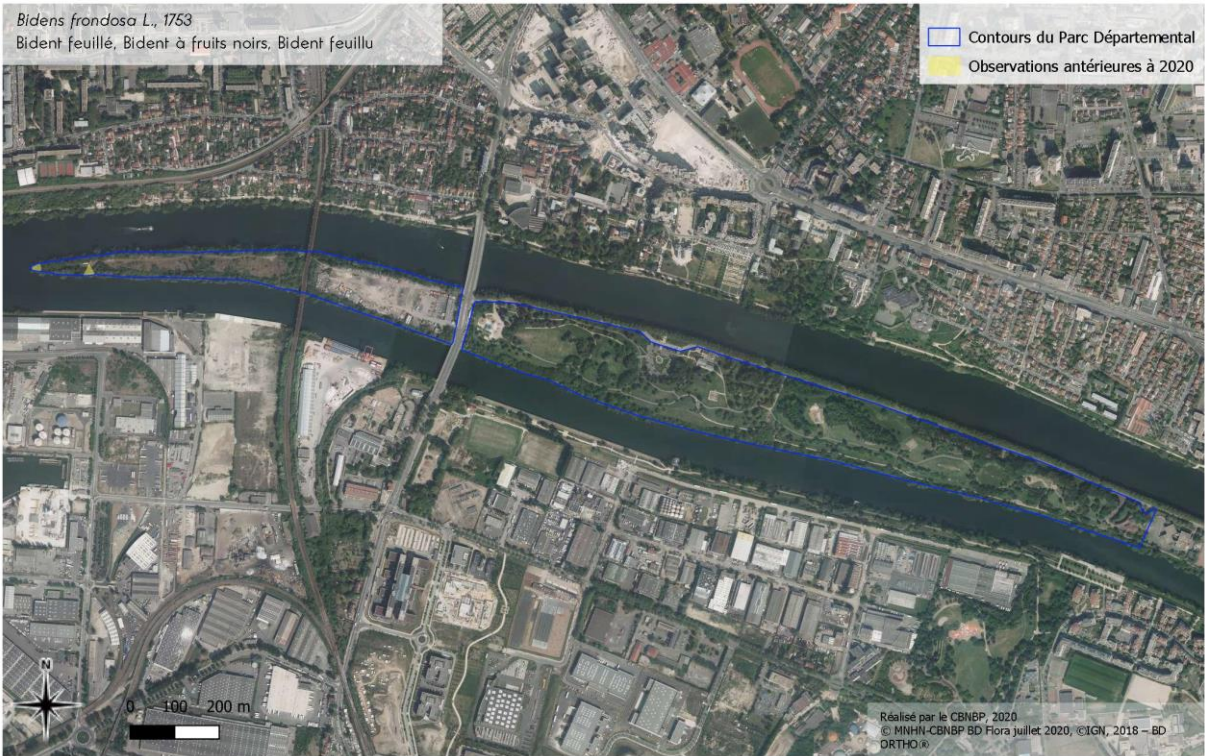 Bidens frondosa L., 1753
Bident feuillé, Bident à fruits noirs, Bident feuillu
Contours du Parc Départemental
Observations antérieures à 2020
N
0 100 200 m
Réalisé par le CBNBP, 2020
© MNHN-CBNBP BD Flora juillet 2020, ©IGN, 2018 – BD
ORTHO®